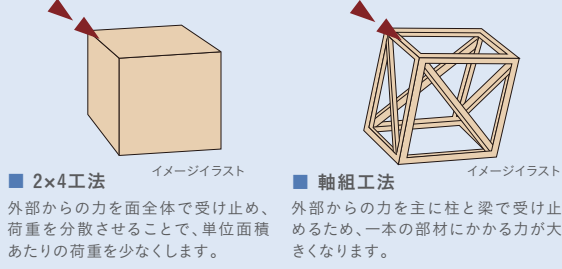 イメージイラスト
■ 2×4工法
外部からの力を面全体で受け止め、
荷重を分散させることで、単位面積
あたりの荷重を少なくします。
イメージイラスト
■ 軸組工法
外部からの力を主に柱と梁で受け止
めるため、一本の部材にかかる力が大
きくなります。